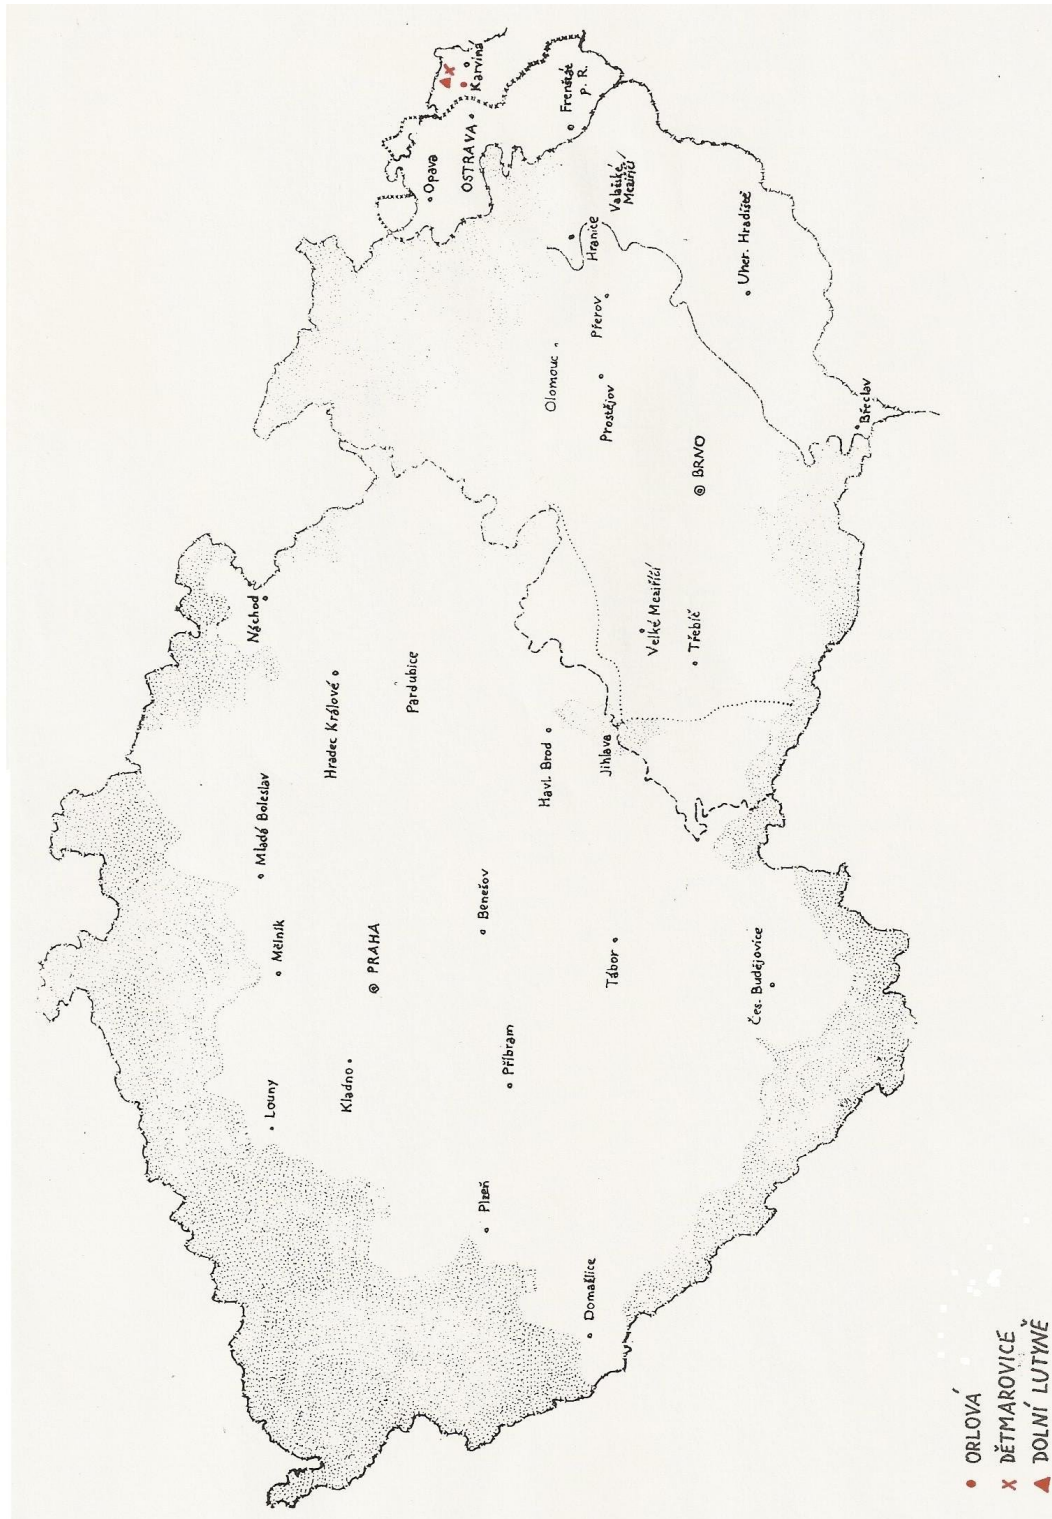 Náchod
Mladá Boleslav
Louny
Mělník
Hradec Králové
Kladno
PRAHA
Pardubice
Opava
OSTRAVA
Karviná
Plzeň
Benešov
Příbram
Havl. Brod
Olomouc
Frenštát
p. R.
Domažlice
Hranice
Přerov
Jihlava
Prostějov
Tábor
Valašské
Meziříčí
Velké Meziříčí
Třebíč
BRNO
Uher. Hradiště
Čes. Budějovice
Břeclav
ORLOVÁ
DĚTMAROVICE
DOLNÍ LUTYNĚ